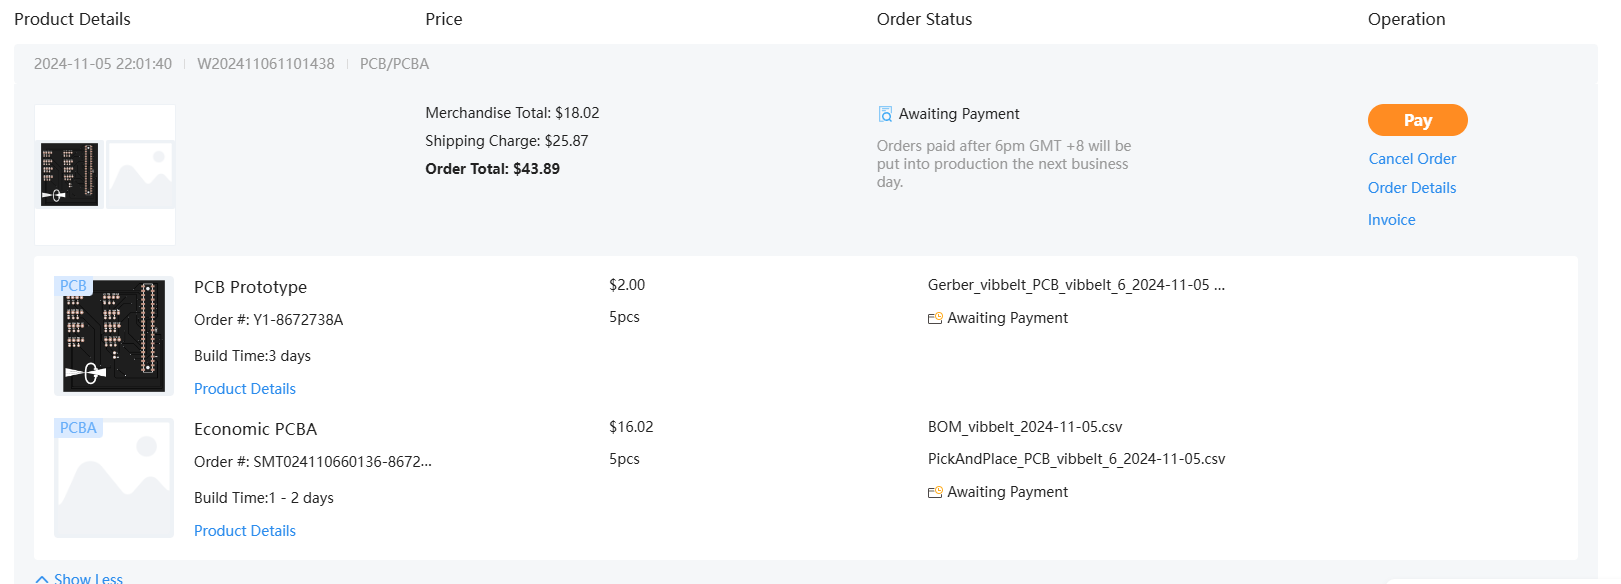 Product Details Price Order Status Operation
2024-11-05 22:01:40 W202411061101438 PCB/PCBA
Merchandise Total: $18.02
Shipping Charge: $25.87
Order Total: $43.89
Awaiting Payment
Orders paid after 6pm GMT +8 will be
put into production the next business
day.
Pay
Cancel Order
Order Details
Invoice
PCB
PCB Prototype
Order #: Y1-8672738A
Build Time:3 days
Product Details
$2.00
5pcs
Gerber_vibbelt_PCB_vibbelt_6_2024-11-05 ...
Awaiting Payment
PCBA
Economic PCBA
Order #: SMT024110660136-8672...
Build Time:1 - 2 days
Product Details
$16.02
5pcs
BOM_vibbelt_2024-11-05.csv
PickAndPlace_PCB_vibbelt_6_2024-11-05.csv
Awaiting Payment
Show Less